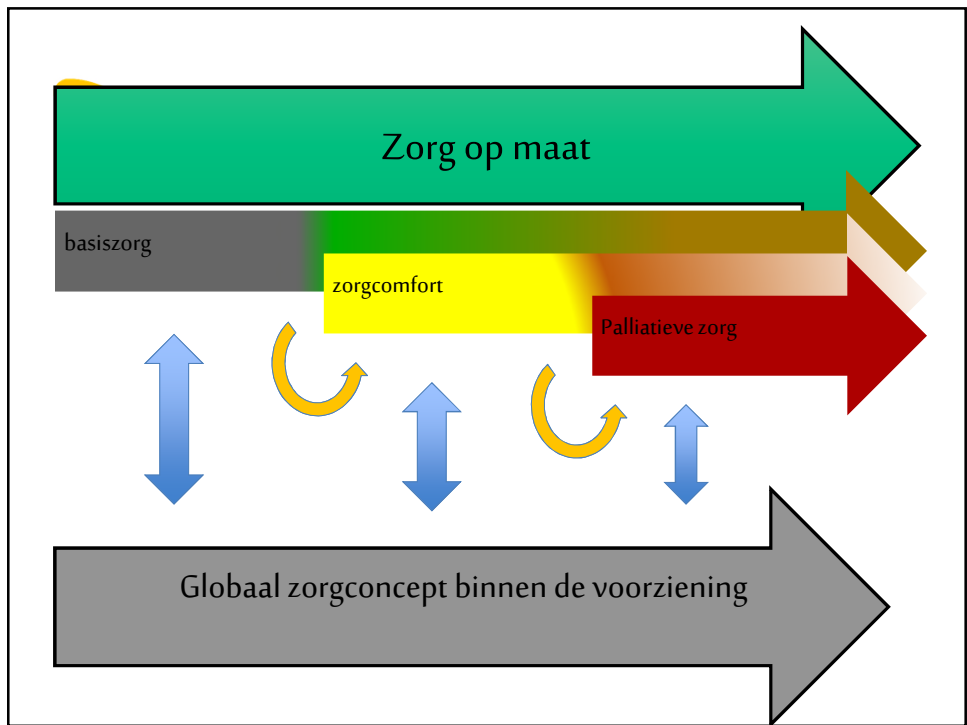 Zorg op maat
basiszorg
zorgcomfort
Palliatieve zorg
Globaal zorgconcept binnen de voorziening